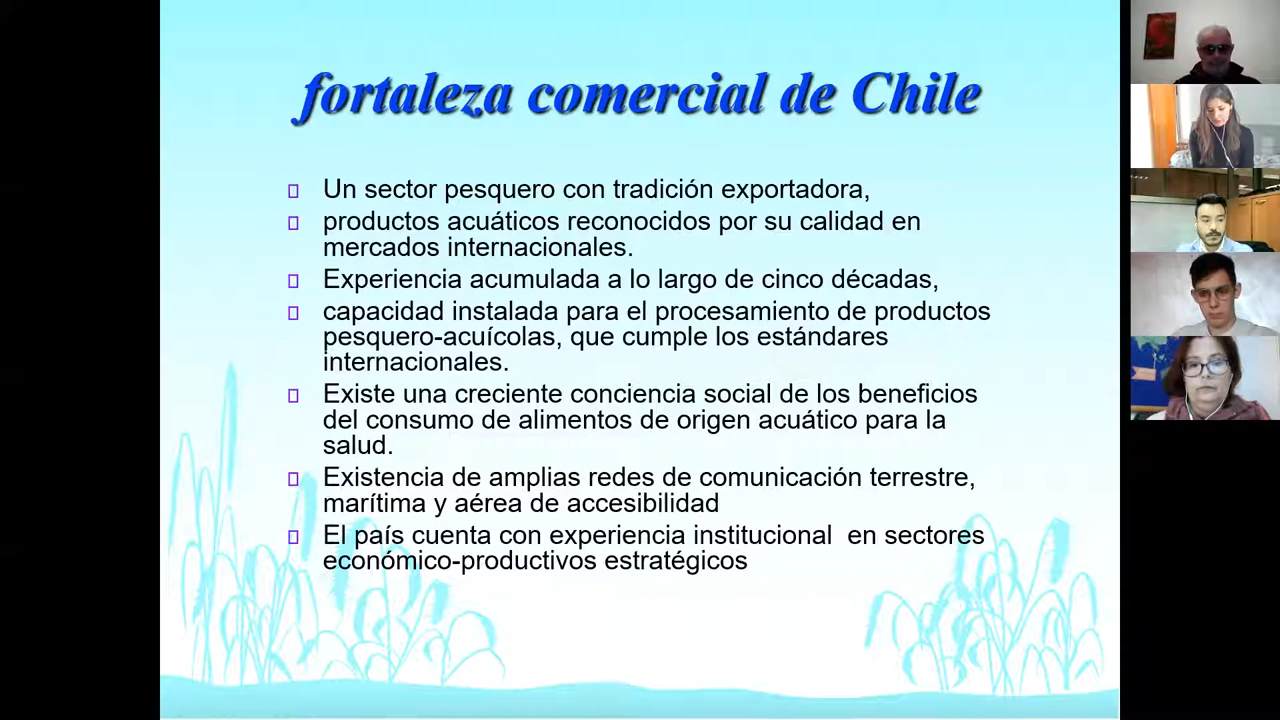 fortaleza comercial de Chile
Un sector pesquero con tradición exportadora,
productos acuáticos reconocidos por su calidad en
mercados internacionales.
Experiencia acumulada a lo largo de cinco décadas,
capacidad instalada para el procesamiento de productos
pesquero-acuícolas, que cumple los estándares
internacionales.
Existe una creciente conciencia social de los beneficios
del consumo de alimentos de origen acuático para la
salud.
Existencia de amplias redes de comunicación terrestre,
marítima y aérea de accesibilidad
El país cuenta con experiencia institucional  en sectores
económico-productivos estratégicos